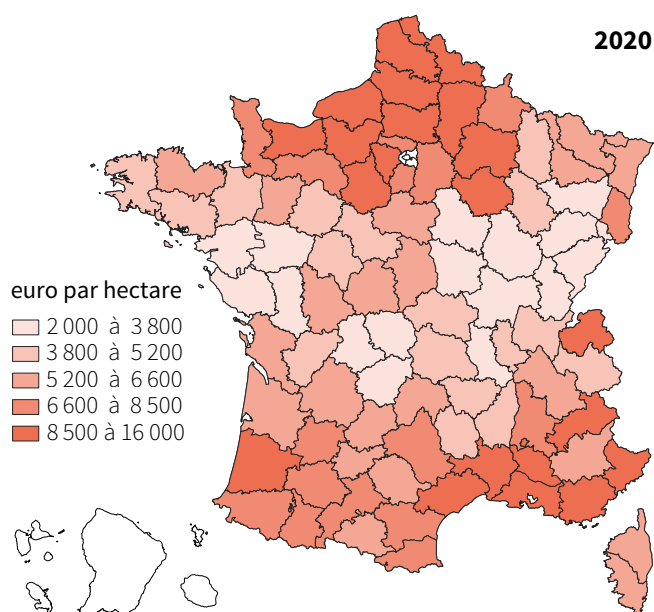 2020
euro par hectare
2 000 à 3 800
3 800 à 5 200
5 200 à 6 600
6 600 à 8 500
8 500 à 16 000